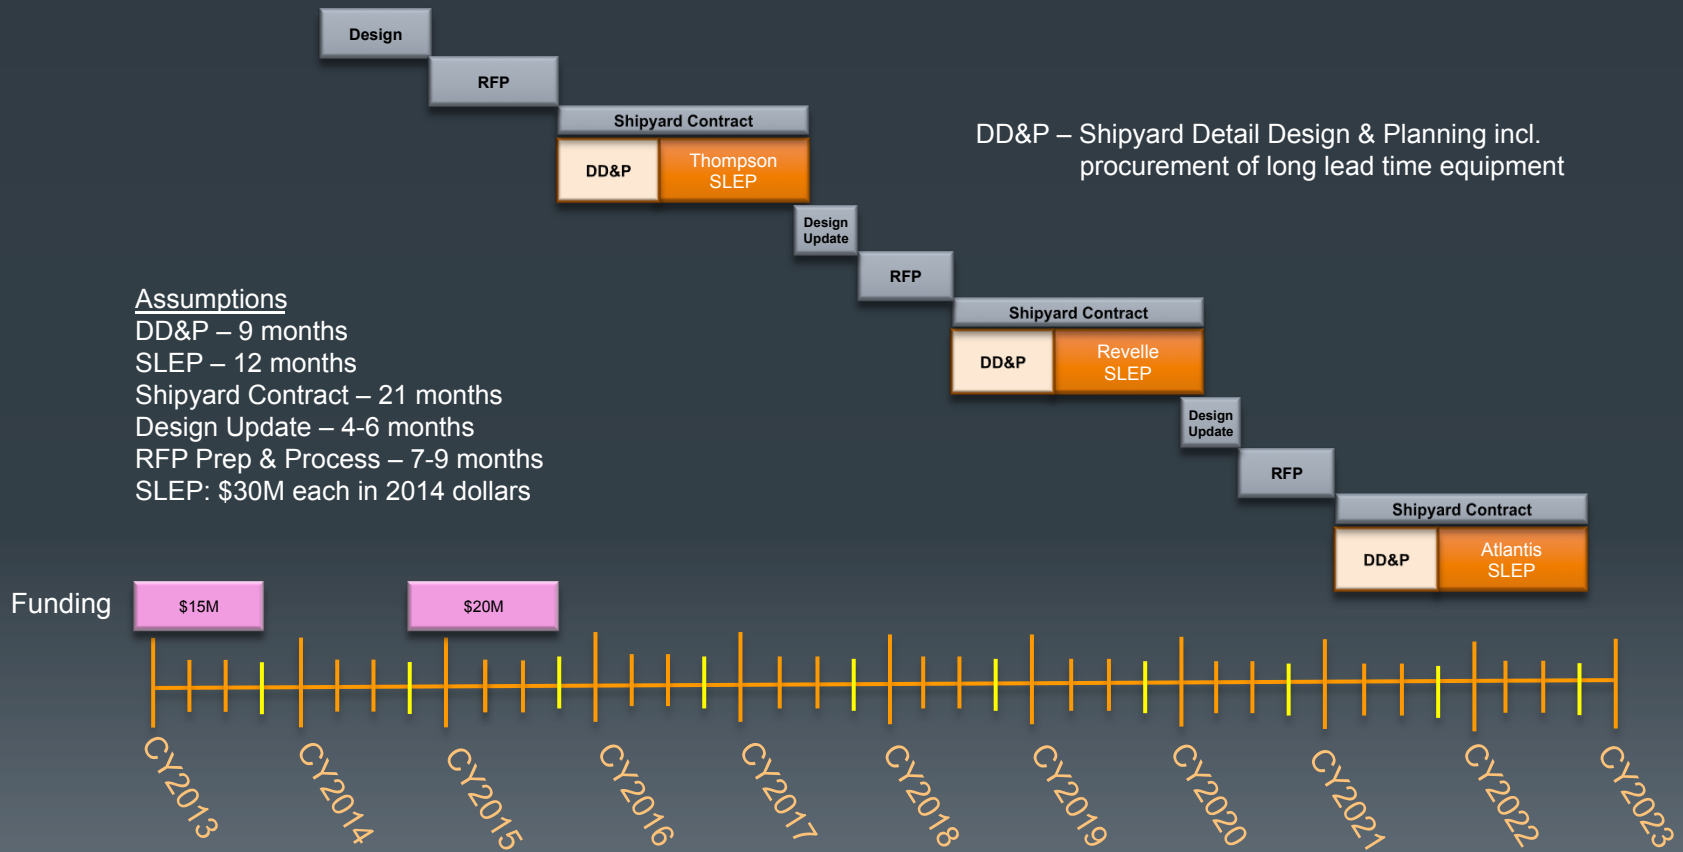 Design
RFP
Shipyard Contract
DD&P
Thompson
SLEP
DD&P – Shipyard Detail Design & Planning incl.
procurement of long lead time equipment
Design
Update
RFP
Shipyard Contract
DD&P
Revelle
SLEP
Assumptions
DD&P – 9 months
SLEP – 12 months
Shipyard Contract – 21 months
Design Update – 4-6 months
RFP Prep & Process – 7-9 months
SLEP: $30M each in 2014 dollars
Design
Update
RFP
Shipyard Contract
DD&P
Atlantis
SLEP
Funding
$15M
$20M
CY2013
CY2014
CY2015
CY2016
CY2017
CY2018
CY2019
CY2020
CY2021
CY2022
CY2023